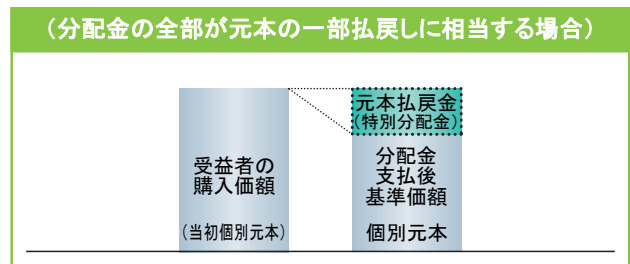 （分配金の全部が元本の一部払戻しに相当する場合）
元本払戻金
（特別分配金）
受益者の
購入価額
（当初個別元本）
分配金
支払後
基準価額
個別元本